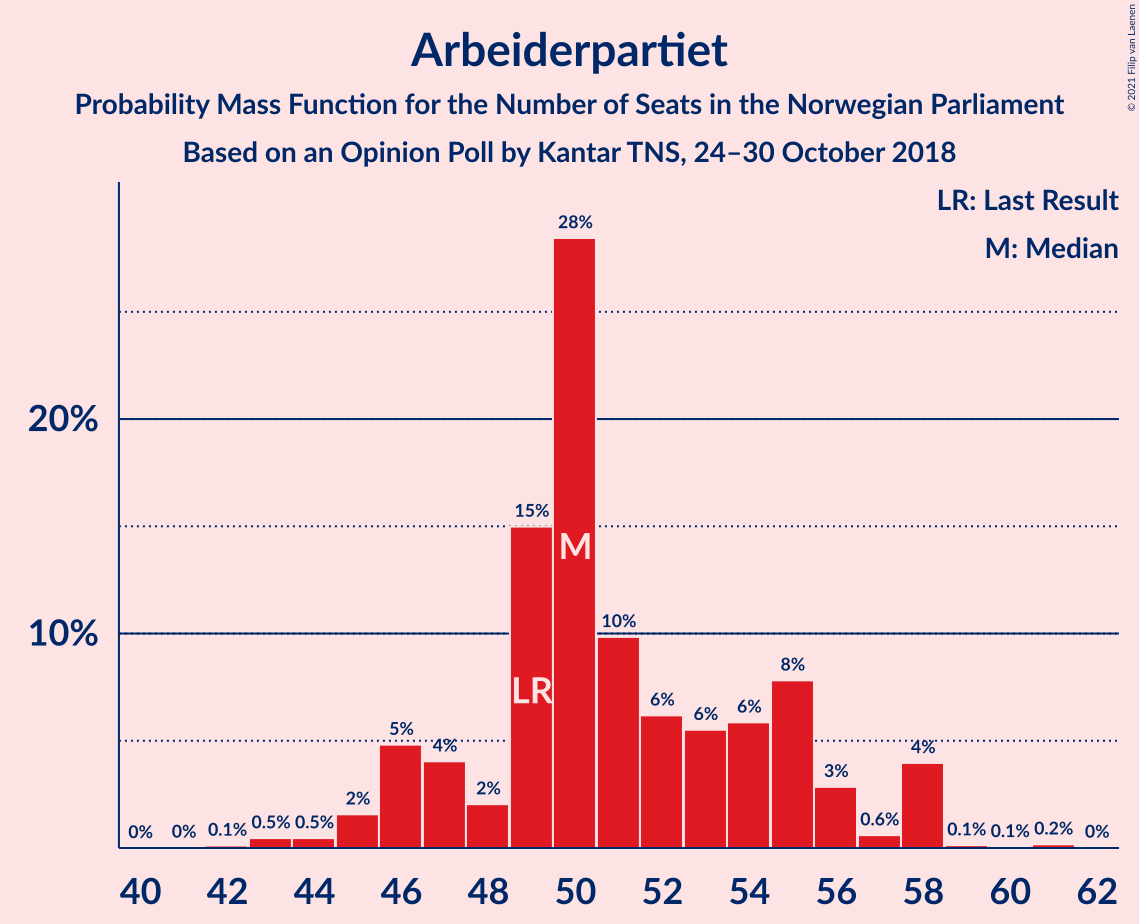 © 2021 Filip van Laenen
Arbeiderpartiet
Probability Mass Function for the Number of Seats in the Norwegian Parliament
Based on an Opinion Poll by Kantar TNS, 24–30 October 2018
LR: Last Result
M: Median
20%
10%
0% 0% 0.1% 0.5% 0.5% 2% 5% 4% 2% 15% 28% 10% 6% 6% 6% 8% 3% 0.6% 4% 0.1% 0.1% 0.2% 0%
LR M
40 42 44 46 48 50 52 54 56 58 60 62